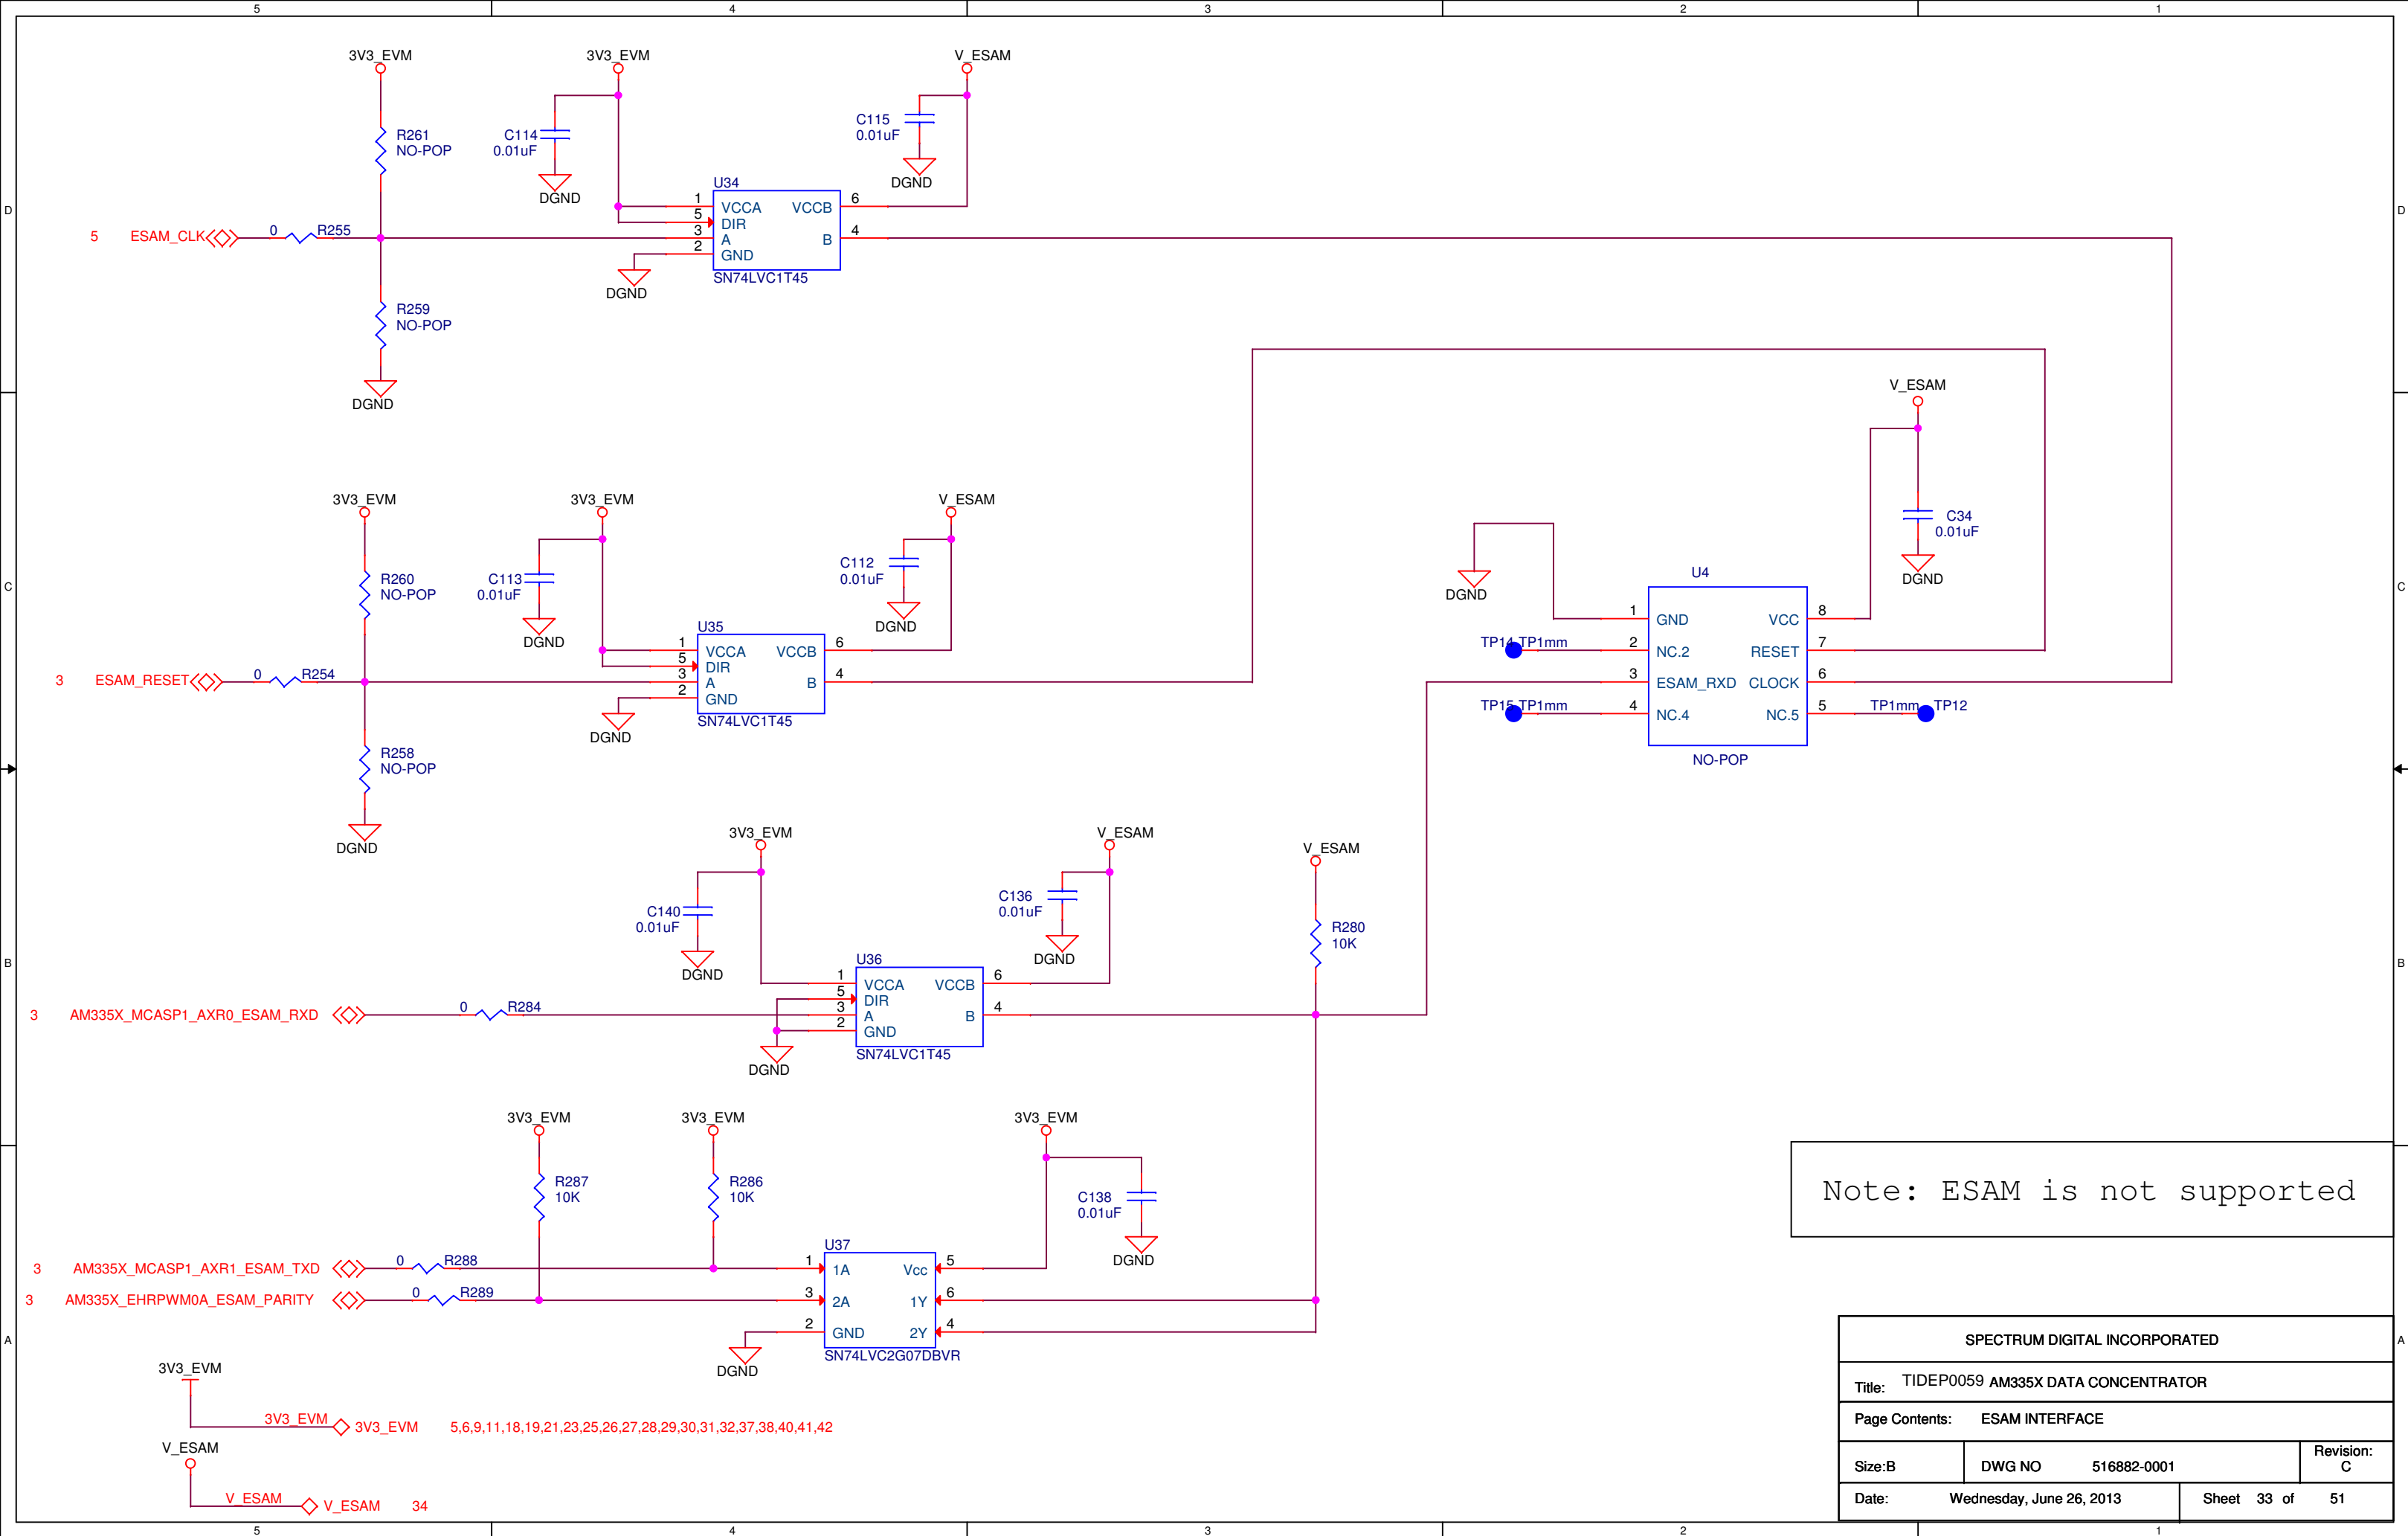 5 4 3 2 1
D D
C C
B B
A A
3V3_EVM
R261
NO-POP
R259
NO-POP
DGND
5 ESAM_CLK
0 R255
3V3_EVM
C114
0.01uF
DGND
V_ESAM
C115
0.01uF
DGND
U34
1 VCCA VCCB 6
5 DIR
3 A B 4
2 GND
SN74LVC1T45
DGND
3V3_EVM
R260
NO-POP
R258
NO-POP
DGND
3 ESAM_RESET
0 R254
3V3_EVM
C113
0.01uF
DGND
V_ESAM
C112
0.01uF
DGND
U35
1 VCCA VCCB 6
5 DIR
3 A B 4
2 GND
SN74LVC1T45
DGND
V_ESAM
C34
0.01uF
DGND
DGND
U4
1 GND VCC 8
TP14 TP1mm 2 NC.2 RESET 7
3 ESAM_RXD CLOCK 6
TP15 TP1mm 4 NC.4 NC.5 5 TP1mm TP12
NO-POP
3V3_EVM
C140
0.01uF
DGND
V_ESAM
C136
0.01uF
DGND
V_ESAM
R280
10K
U36
1 VCCA VCCB 6
5 DIR
3 A B 4
2 GND
SN74LVC1T45
DGND
3 AM335X_MCASP1_AXR0_ESAM_RXD
0 R284
3V3_EVM
R287
10K
3V3_EVM
R286
10K
3V3_EVM
C138
0.01uF
DGND
U37
1 1A Vcc 5
3 2A 1Y 6
2 GND 2Y 4
SN74LVC2G07DBVR
DGND
3 AM335X_MCASP1_AXR1_ESAM_TXD
0 R288
3 AM335X_EHRPWM0A_ESAM_PARITY
0 R289
3V3_EVM
3V3_EVM 3V3_EVM 5,6,9,11,18,19,21,23,25,26,27,28,29,30,31,32,37,38,40,41,42
V_ESAM
V_ESAM V_ESAM 34
Note: ESAM is not supported
SPECTRUM DIGITAL INCORPORATED
Title: TIDEP0059 AM335X DATA CONCENTRATOR
Page Contents: ESAM INTERFACE
Size:B DWG NO 516882-0001 Revision: C
Date: Wednesday, June 26, 2013 Sheet 33 of 51
5 4 3 2 1